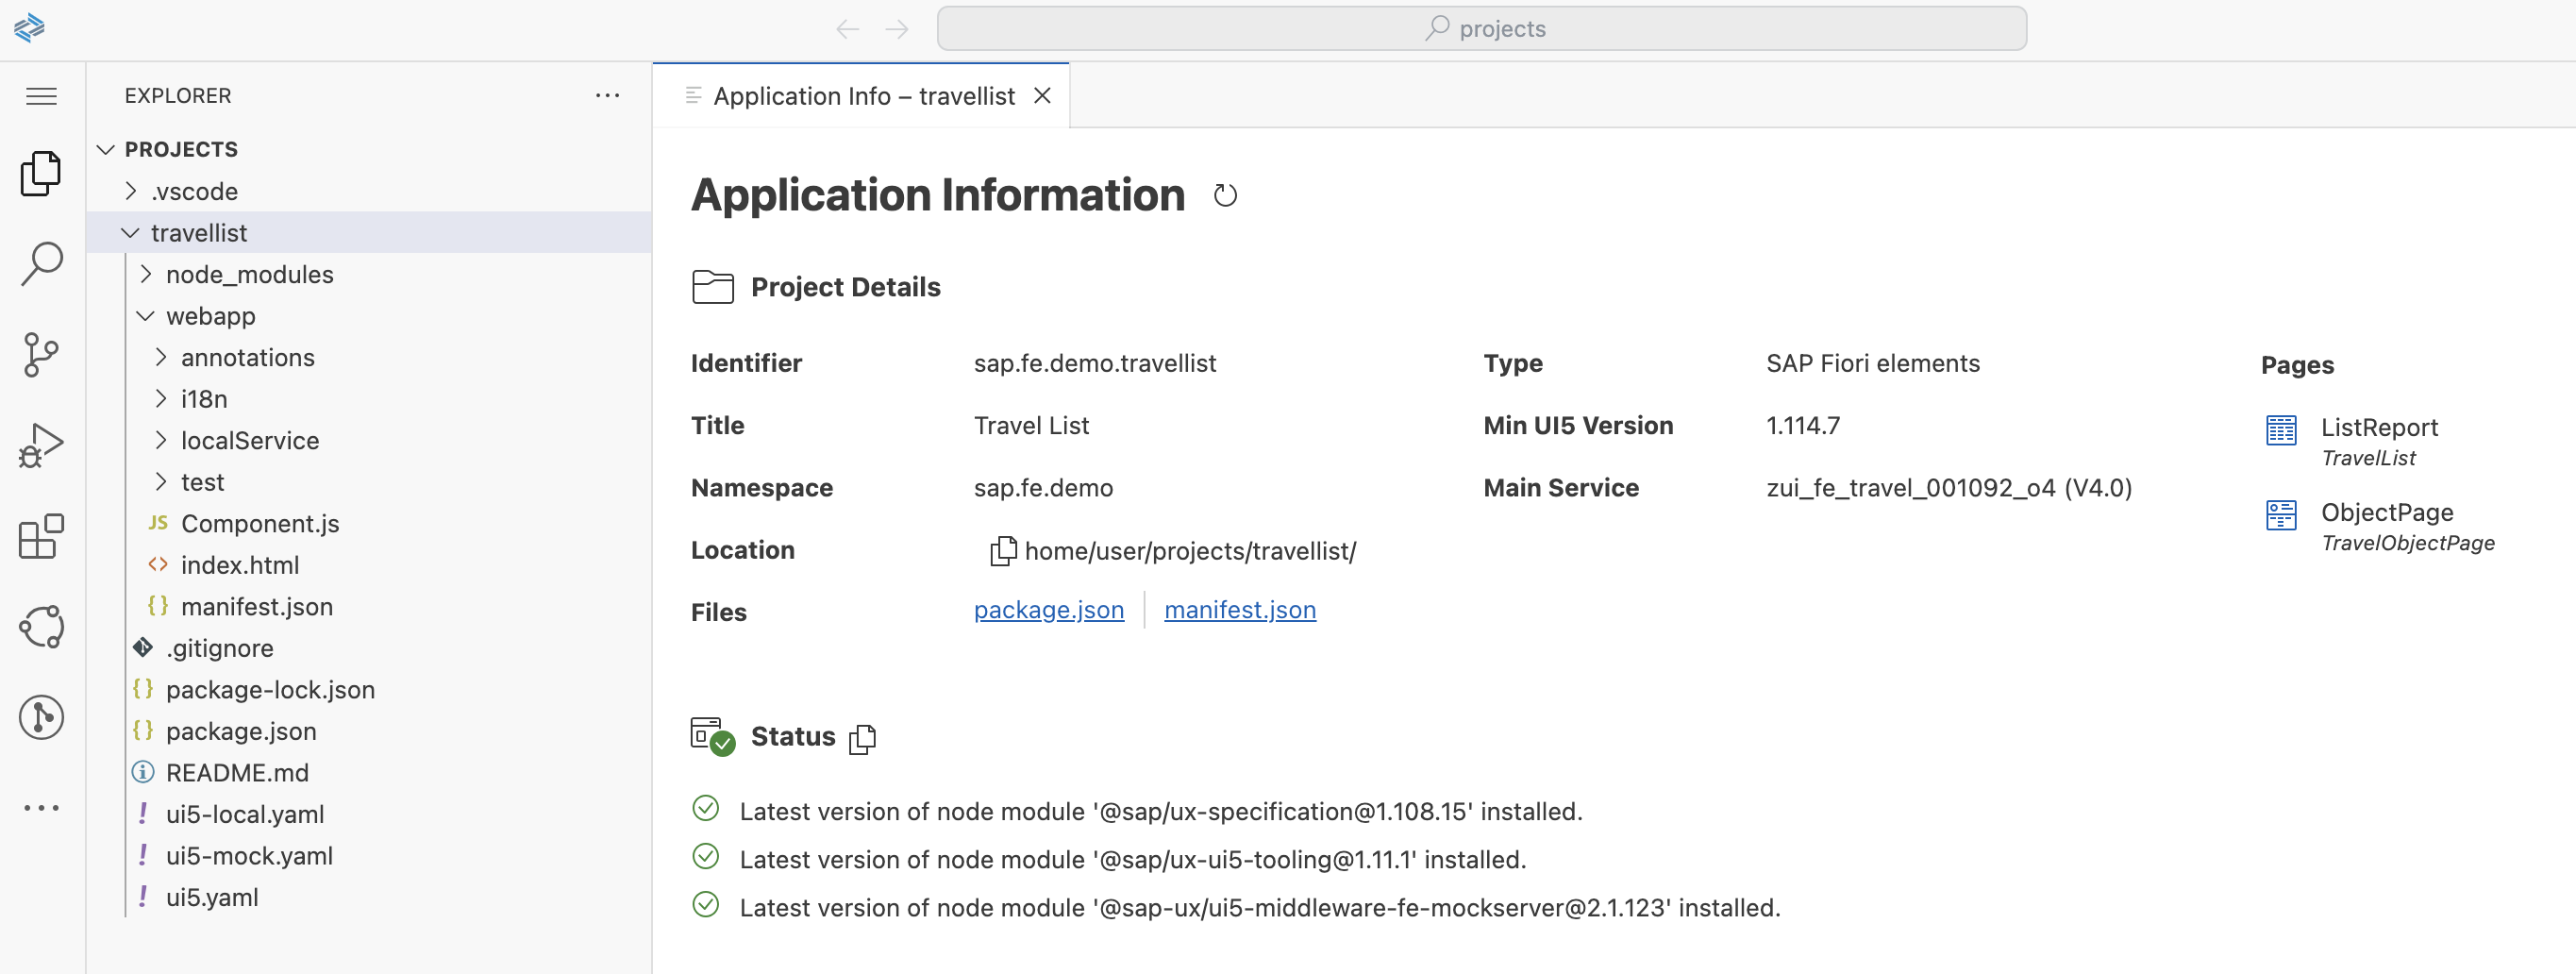 projects
EXPLORER
PROJECTS
.vscode
travellist
node_modules
webapp
annotations
i18n
localService
test
JS Component.js
<> index.html
{} manifest.json
.gitignore
{} package-lock.json
{} package.json
README.md
! ui5-local.yaml
! ui5-mock.yaml
! ui5.yaml
Application Info – travellist
Application Information
Project Details
Identifier sap.fe.demo.travellist
Title Travel List
Namespace sap.fe.demo
Location home/user/projects/travellist/
Files package.json manifest.json
Type SAP Fiori elements
Min UI5 Version 1.114.7
Main Service zui_fe_travel_001092_o4 (V4.0)
Pages
ListReport
TravelList
ObjectPage
TravelObjectPage
Status
Latest version of node module '@sap/ux-specification@1.108.15' installed.
Latest version of node module '@sap/ux-ui5-tooling@1.11.1' installed.
Latest version of node module '@sap-ux/ui5-middleware-fe-mockserver@2.1.123' installed.